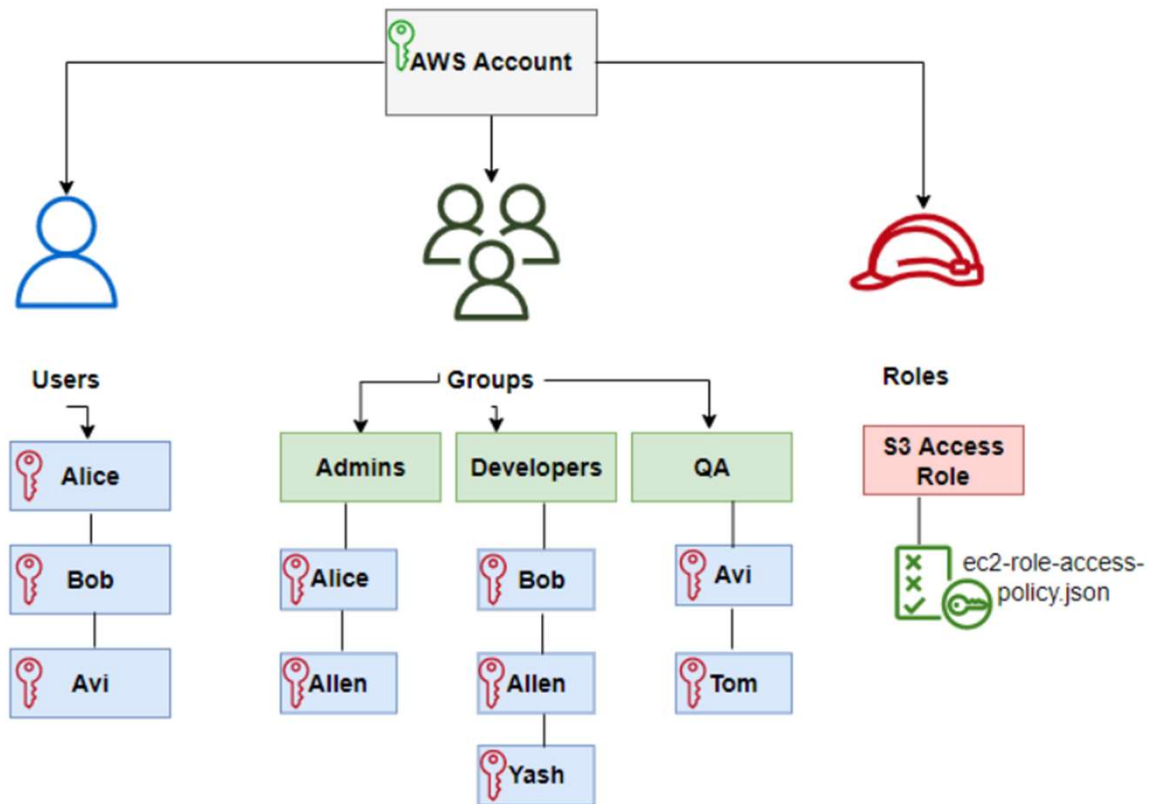 AWS Account
Users
Groups
Roles
Alice
Bob
Avi
Admins
Developers
QA
Alice
Bob
Avi
Allen
Allen
Tom
Yash
S3 Access
Role
ec2-role-access-
policy.json